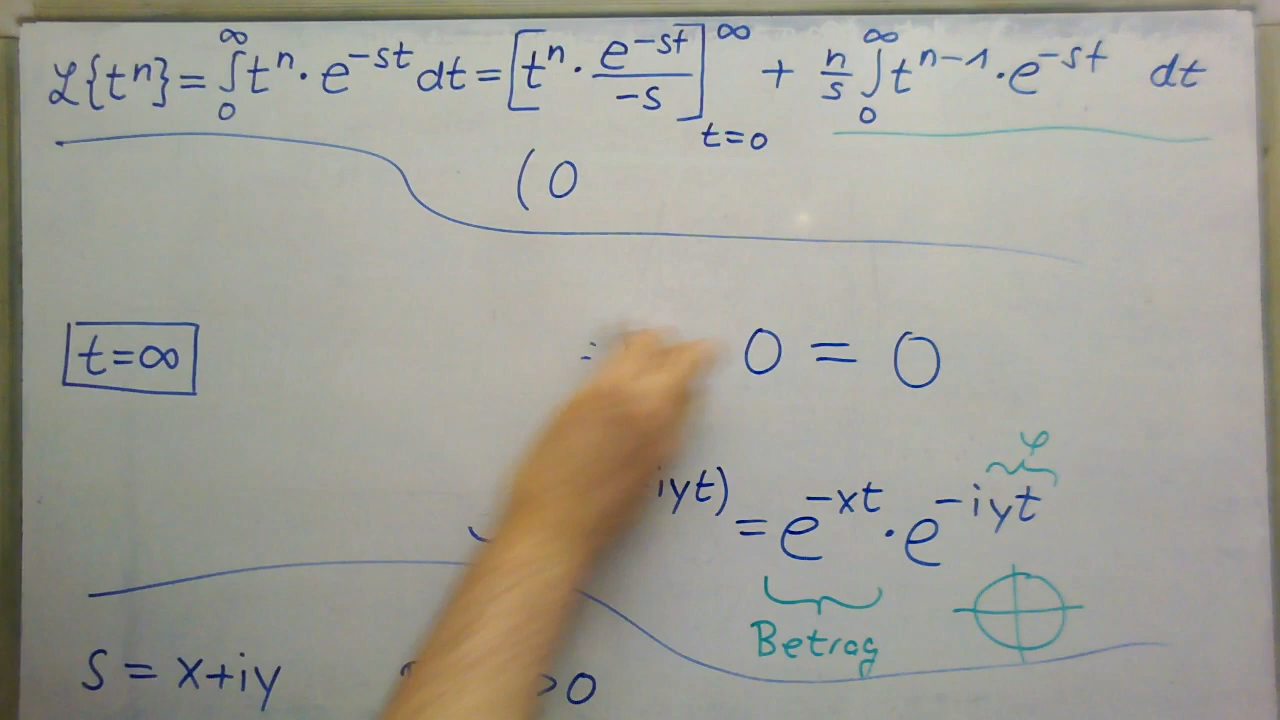 ℒ{tⁿ} = ∫₀^∞ tⁿ · e^(-st) dt = [tⁿ · e^(-st)/(-s)]_(t=0)^∞ + n/s ∫₀^∞ t^(n-1) · e^(-st) dt
(0
t=∞ 0 = 0
φ
iyt) = e^(-xt) · e^(-iyt)
Betrag
s = x+iy >0